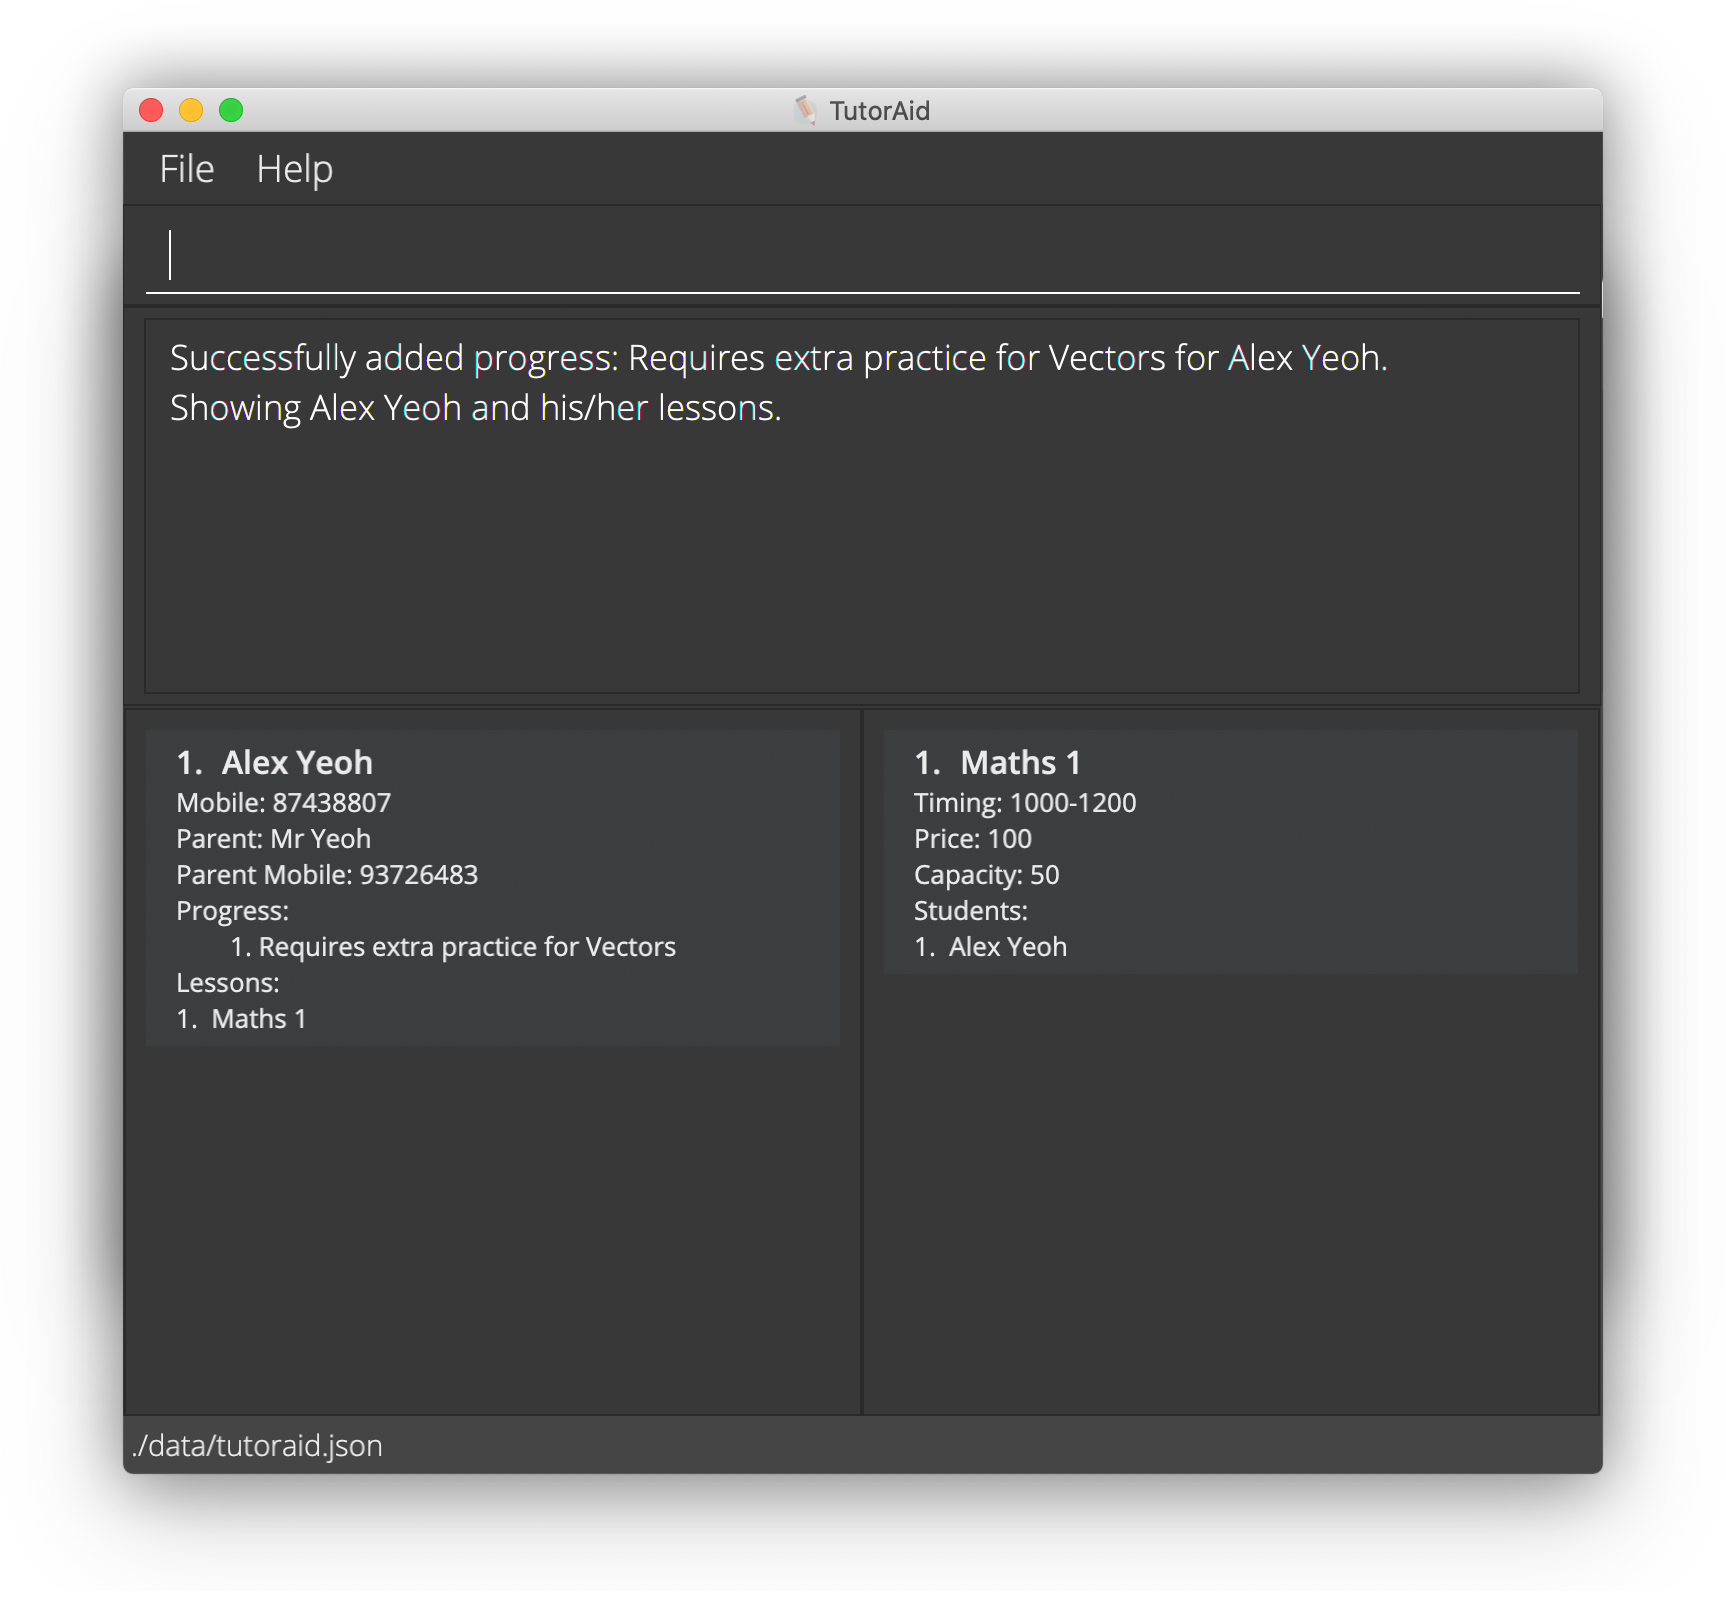 TutorAid
File Help
Successfully added progress: Requires extra practice for Vectors for Alex Yeoh.
Showing Alex Yeoh and his/her lessons.
1. Alex Yeoh
Mobile: 87438807
Parent: Mr Yeoh
Parent Mobile: 93726483
Progress:
1. Requires extra practice for Vectors
Lessons:
1. Maths 1
1. Maths 1
Timing: 1000-1200
Price: 100
Capacity: 50
Students:
1. Alex Yeoh
./data/tutoraid.json